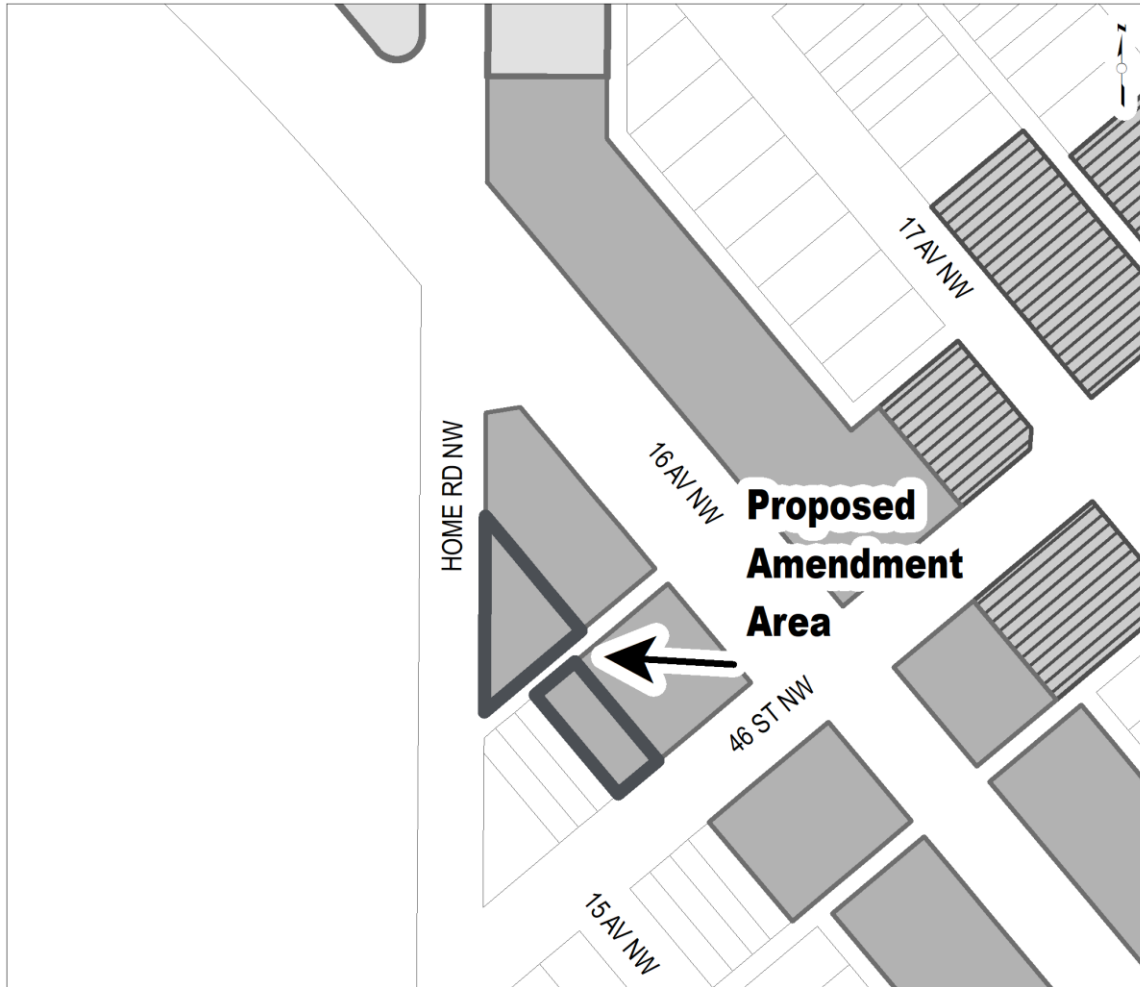 z
17 AV NW
HOME RD NW
16 AV NW
Proposed
Amendment
Area
46 ST NW
15 AV NW